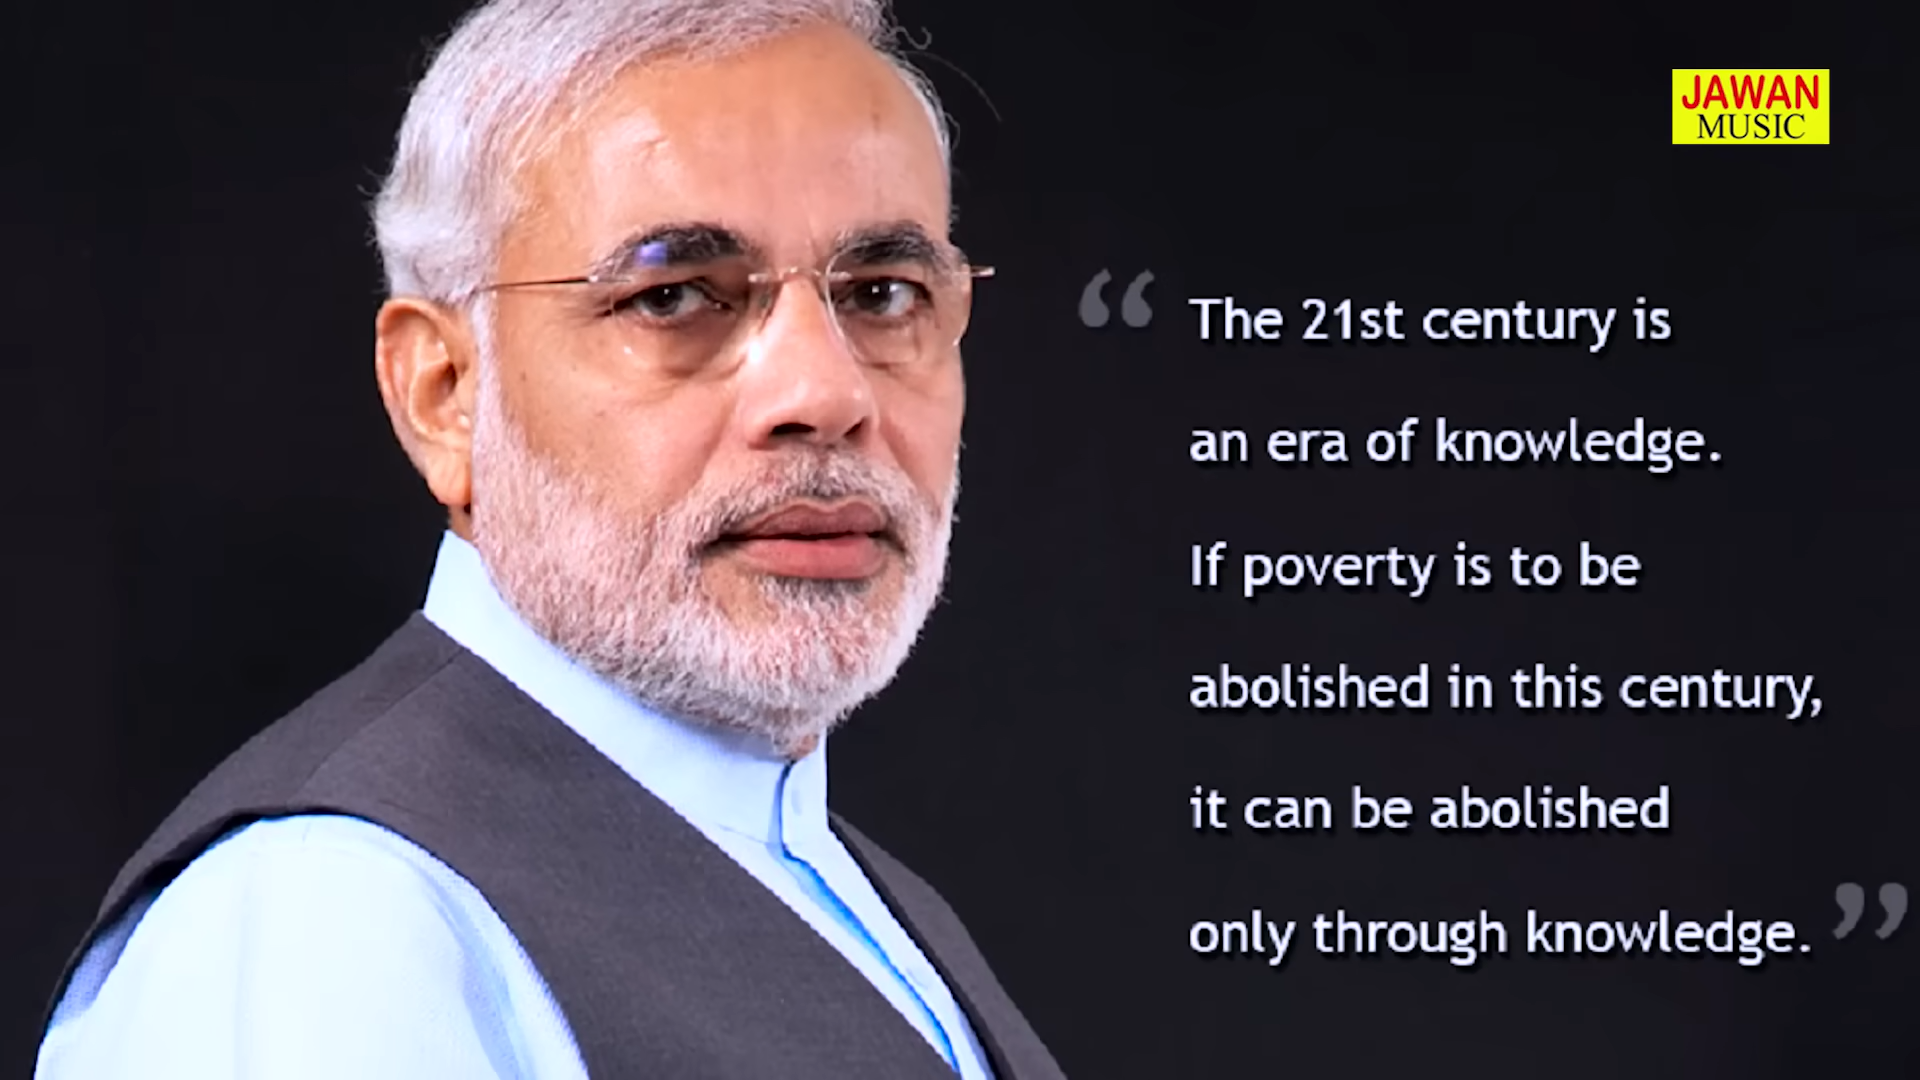 JAWAN
MUSIC
“ The 21st century is
an era of knowledge.
If poverty is to be
abolished in this century,
it can be abolished
only through knowledge. ”